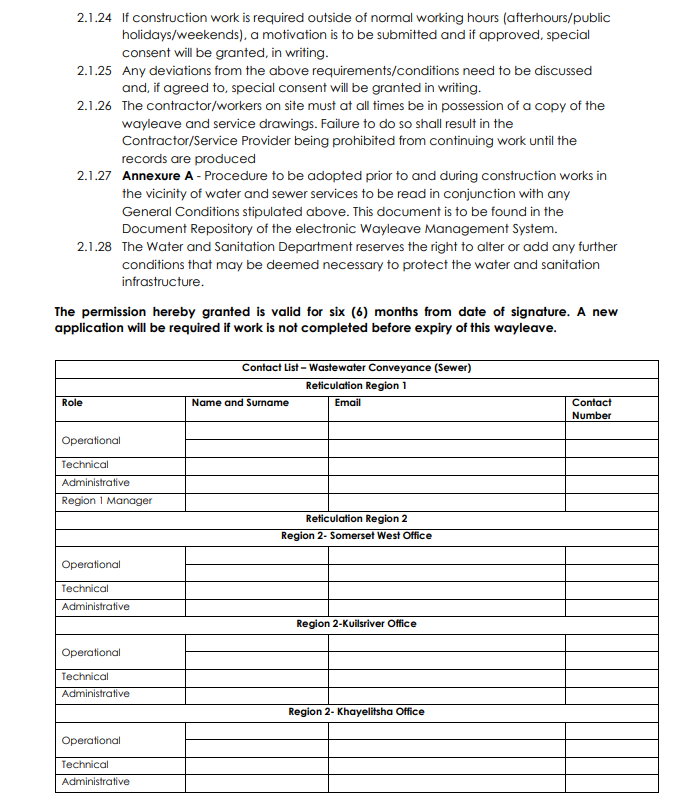 2.1.24 If construction work is required outside of normal working hours (afterhours/public
holidays/weekends), a motivation is to be submitted and if approved, special
consent will be granted, in writing.
2.1.25 Any deviations from the above requirements/conditions need to be discussed
and, if agreed to, special consent will be granted in writing.
2.1.26 The contractor/workers on site must at all times be in possession of a copy of the
wayleave and service drawings. Failure to do so shall result in the
Contractor/Service Provider being prohibited from continuing work until the
records are produced
2.1.27 Annexure A - Procedure to be adopted prior to and during construction works in
the vicinity of water and sewer services to be read in conjunction with any
General Conditions stipulated above. This document is to be found in the
Document Repository of the electronic Wayleave Management System.
2.1.28 The Water and Sanitation Department reserves the right to alter or add any further
conditions that may be deemed necessary to protect the water and sanitation
infrastructure.
The permission hereby granted is valid for six (6) months from date of signature. A new
application will be required if work is not completed before expiry of this wayleave.
Contact List – Wastewater Conveyance (Sewer)
Reticulation Region 1
Role Name and Surname Email Contact
Number
Operational
Technical
Administrative
Region 1 Manager
Reticulation Region 2
Region 2- Somerset West Office
Operational
Technical
Administrative
Region 2-Kuilsriver Office
Operational
Technical
Administrative
Region 2- Khayelitsha Office
Operational
Technical
Administrative